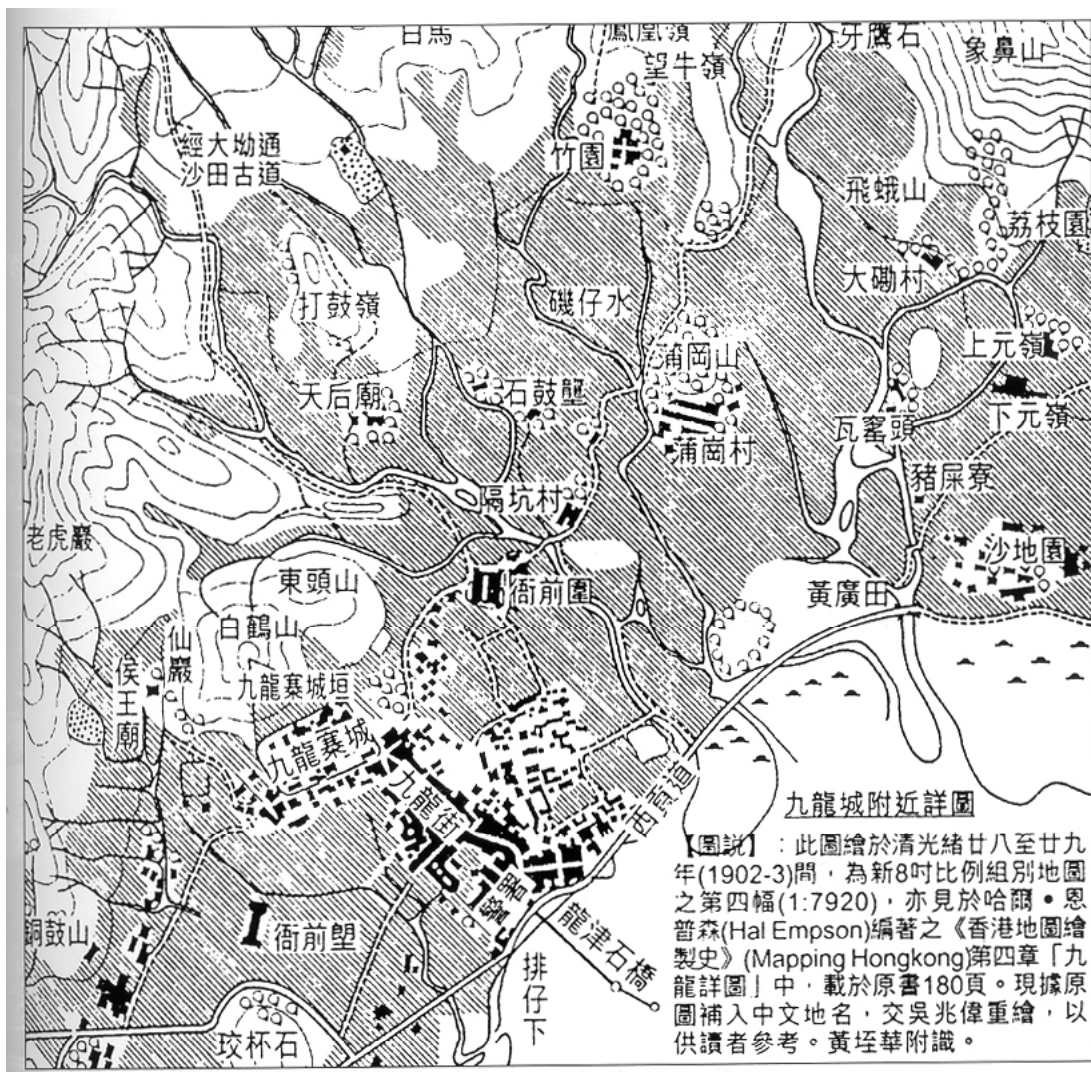 白馬
鳳凰嶺
望牛嶺
牙鷹石
象鼻山
經大坳通
沙田古道
竹園
飛蛾山
荔枝園
大磡村
打鼓嶺
磯仔水
蒲岡山
上元嶺
天后廟
石鼓壟
下元嶺
瓦窰頭
蒲崗村
隔坑村
豬屎寮
老虎巖
沙地園
東頭山
衙前圍
黃廣田
白鶴山
仙巖
侯王廟
九龍寨城垣
九龍寨城
九龍街
西貢道
九龍城附近詳圖
【圖説】：此圖繪於清光緒廿八至廿九
年(1902-3)間，為新8吋比例組別地圖
之第四幅(1:7920)，亦見於哈爾•恩
普森(Hal Empson)編著之《香港地圖繪
製史》(Mapping Hongkong)第四章「九
龍詳圖」中，載於原書180頁。現據原
圖補入中文地名，交吳兆偉重繪，以
供讀者參考。黃垤華附識。
龍津石橋
銅鼓山
衙前塱
排仔下
珓杯石